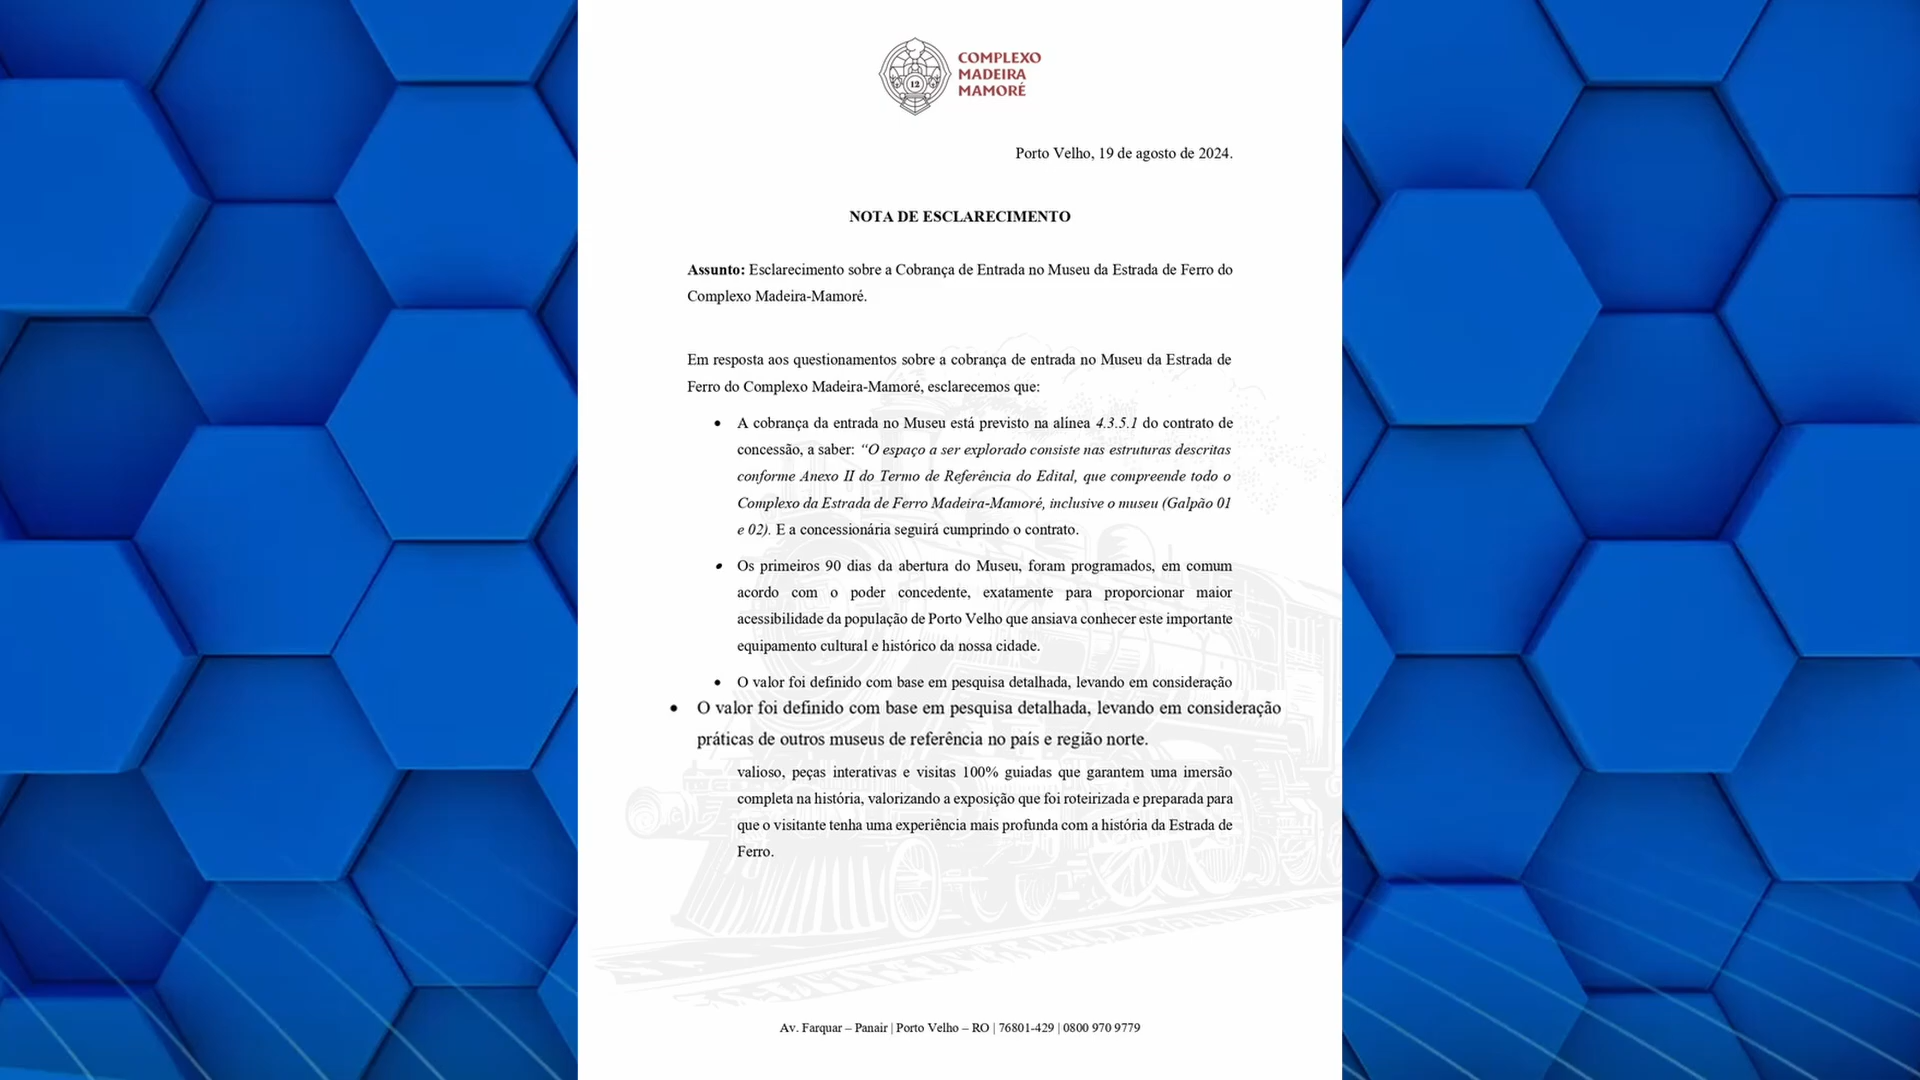 COMPLEXO
MADEIRA
MAMORÉ
12
Porto Velho, 19 de agosto de 2024.
NOTA DE ESCLARECIMENTO
Assunto: Esclarecimento sobre a Cobrança de Entrada no Museu da Estrada de Ferro do
Complexo Madeira-Mamoré.
Em resposta aos questionamentos sobre a cobrança de entrada no Museu da Estrada de
Ferro do Complexo Madeira-Mamoré, esclarecemos que:
• A cobrança da entrada no Museu está previsto na alínea 4.3.5.1 do contrato de
concessão, a saber: “O espaço a ser explorado consiste nas estruturas descritas
conforme Anexo II do Termo de Referência do Edital, que compreende todo o
Complexo da Estrada de Ferro Madeira-Mamoré, inclusive o museu (Galpão 01
e 02). E a concessionária seguirá cumprindo o contrato.
• Os primeiros 90 dias da abertura do Museu, foram programados, em comum
acordo com o poder concedente, exatamente para proporcionar maior
acessibilidade da população de Porto Velho que ansiava conhecer este importante
equipamento cultural e histórico da nossa cidade.
• O valor foi definido com base em pesquisa detalhada, levando em consideração
• O valor foi definido com base em pesquisa detalhada, levando em consideração
práticas de outros museus de referência no país e região norte.
valioso, peças interativas e visitas 100% guiadas que garantem uma imersão
completa na história, valorizando a exposição que foi roteirizada e preparada para
que o visitante tenha uma experiência mais profunda com a história da Estrada de
Ferro.
Av. Farquar – Panair | Porto Velho – RO | 76801-429 | 0800 970 9779